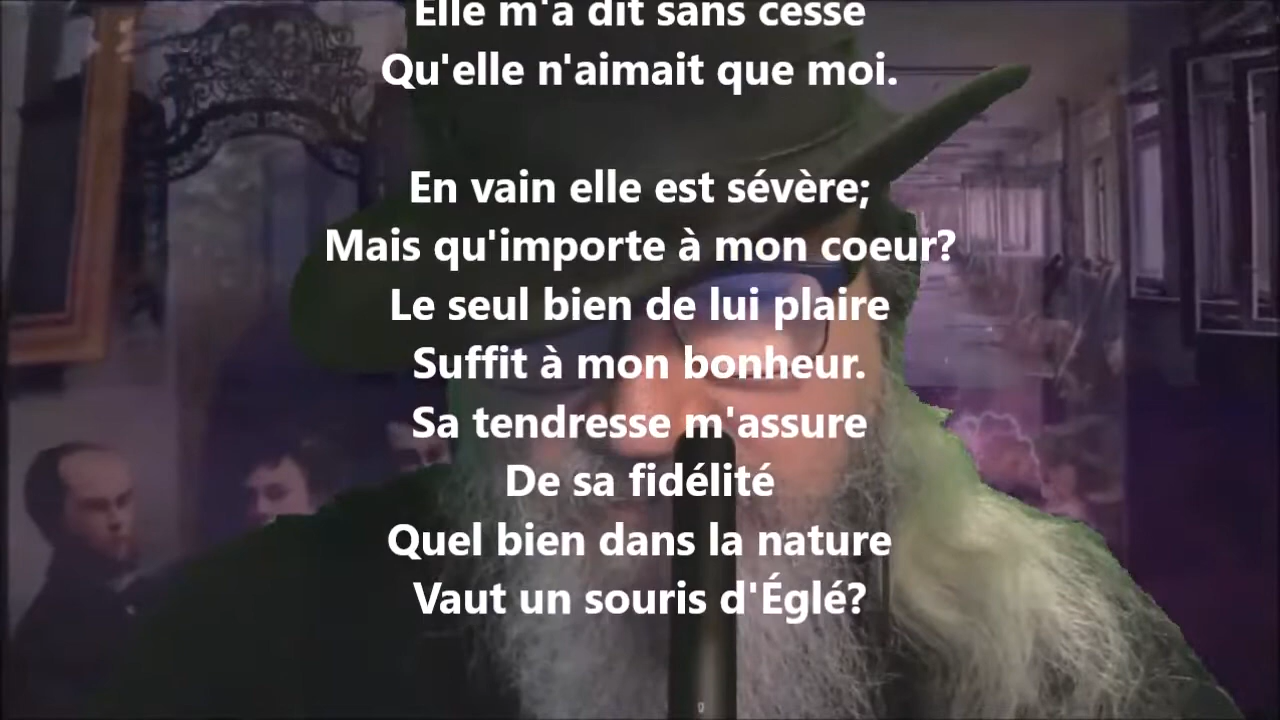 Elle m'a dit sans cesse
Qu'elle n'aimait que moi.
En vain elle est sévère;
Mais qu'importe à mon coeur?
Le seul bien de lui plaire
Suffit à mon bonheur.
Sa tendresse m'assure
De sa fidélité
Quel bien dans la nature
Vaut un souris d'Églé?